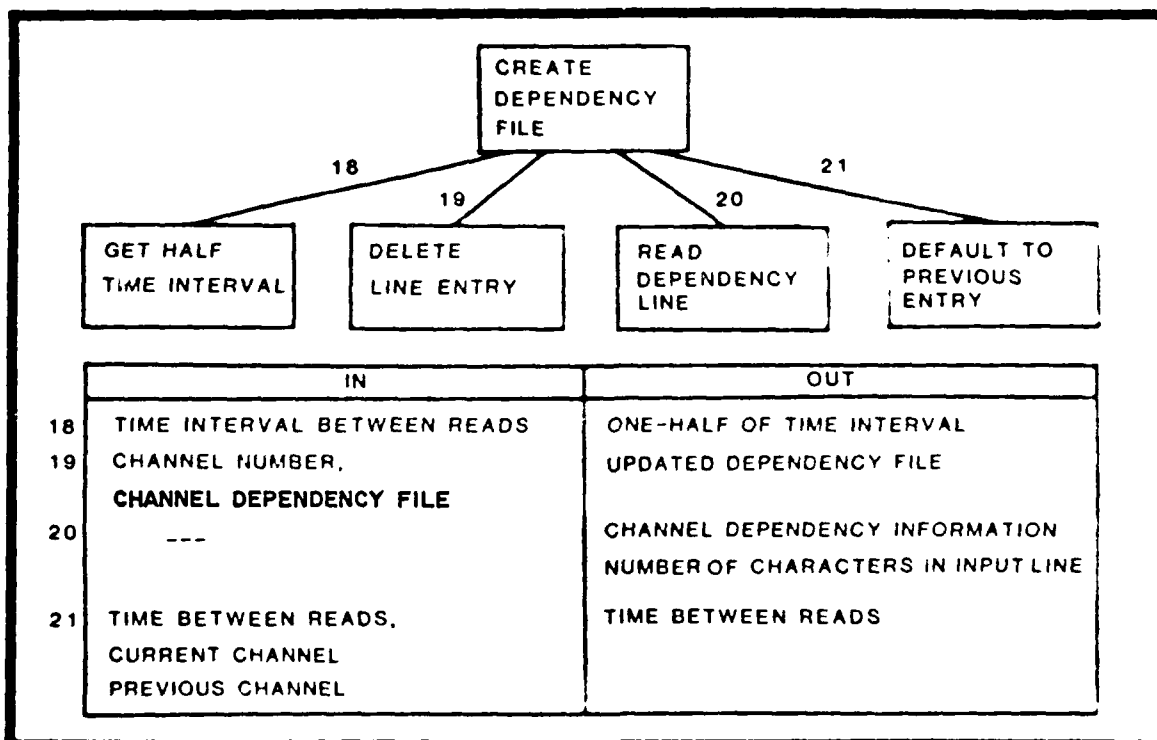 CREATE
DEPENDENCY
FILE
18
19
20
21
GET HALF
TIME INTERVAL
DELETE
LINE ENTRY
READ
DEPENDENCY
LINE
DEFAULT TO
PREVIOUS
ENTRY
IN
OUT
18 TIME INTERVAL BETWEEN READS ONE-HALF OF TIME INTERVAL
19 CHANNEL NUMBER, UPDATED DEPENDENCY FILE
CHANNEL DEPENDENCY FILE
20 --- CHANNEL DEPENDENCY INFORMATION
NUMBER OF CHARACTERS IN INPUT LINE
21 TIME BETWEEN READS, TIME BETWEEN READS
CURRENT CHANNEL
PREVIOUS CHANNEL